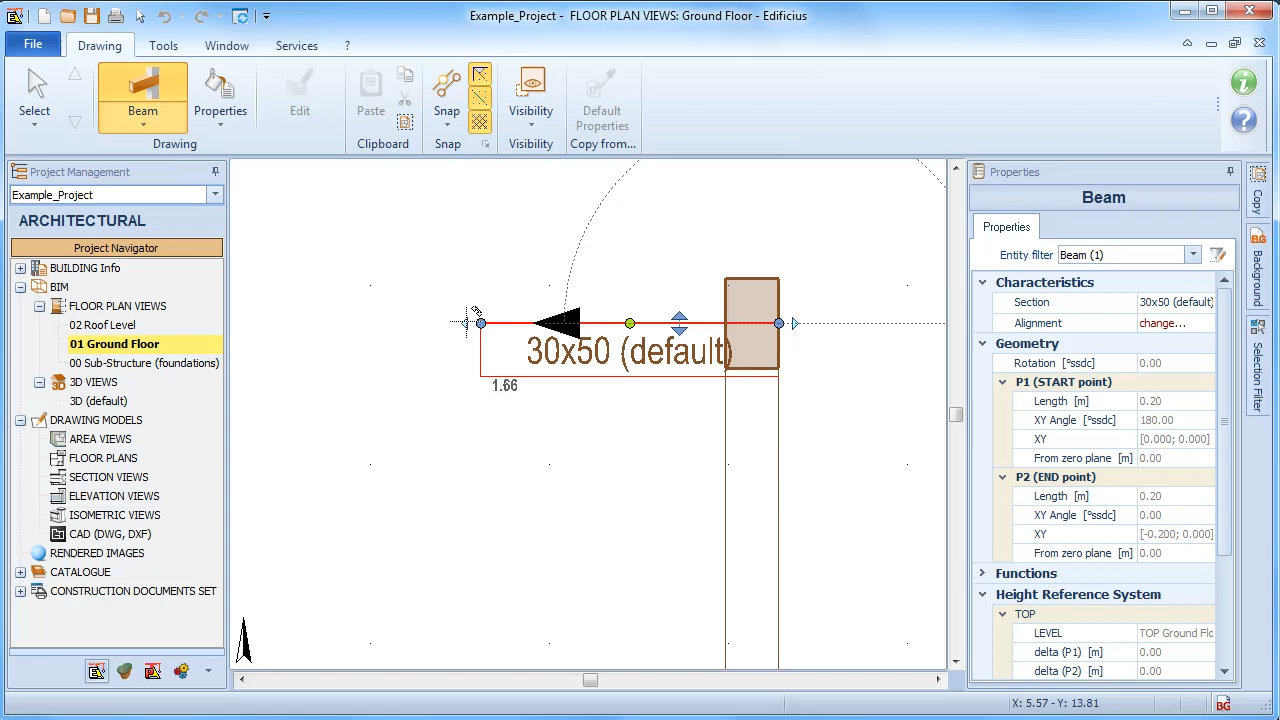 Example_Project - FLOOR PLAN VIEWS: Ground Floor - Edificius
File Drawing Tools Window Services ?
Select
Beam
Properties
Edit
Paste
Snap
Visibility
Default
Properties
Drawing
Clipboard
Snap
Visibility
Copy from...
Project Management
Example_Project
ARCHITECTURAL
Project Navigator
BUILDING Info
BIM
FLOOR PLAN VIEWS
02 Roof Level
01 Ground Floor
00 Sub-Structure (foundations)
3D VIEWS
3D (default)
DRAWING MODELS
AREA VIEWS
FLOOR PLANS
SECTION VIEWS
ELEVATION VIEWS
ISOMETRIC VIEWS
CAD (DWG, DXF)
RENDERED IMAGES
CATALOGUE
CONSTRUCTION DOCUMENTS SET
30x50 (default)
1.66
Properties
Beam
Properties
Entity filter Beam (1)
Characteristics
Section 30x50 (default)
Alignment change...
Geometry
Rotation [°ssdc] 0.00
P1 (START point)
Length [m] 0.20
XY Angle [°ssdc] 180.00
XY [0.000; 0.000]
From zero plane [m] 0.00
P2 (END point)
Length [m] 0.20
XY Angle [°ssdc] 0.00
XY [-0.200; 0.000]
From zero plane [m] 0.00
Functions
Height Reference System
TOP
LEVEL TOP Ground Flo
delta (P1) [m] 0.00
delta (P2) [m] 0.00
Copy
BG
Background
Selection Filter
X: 5.57 - Y: 13.81
BG